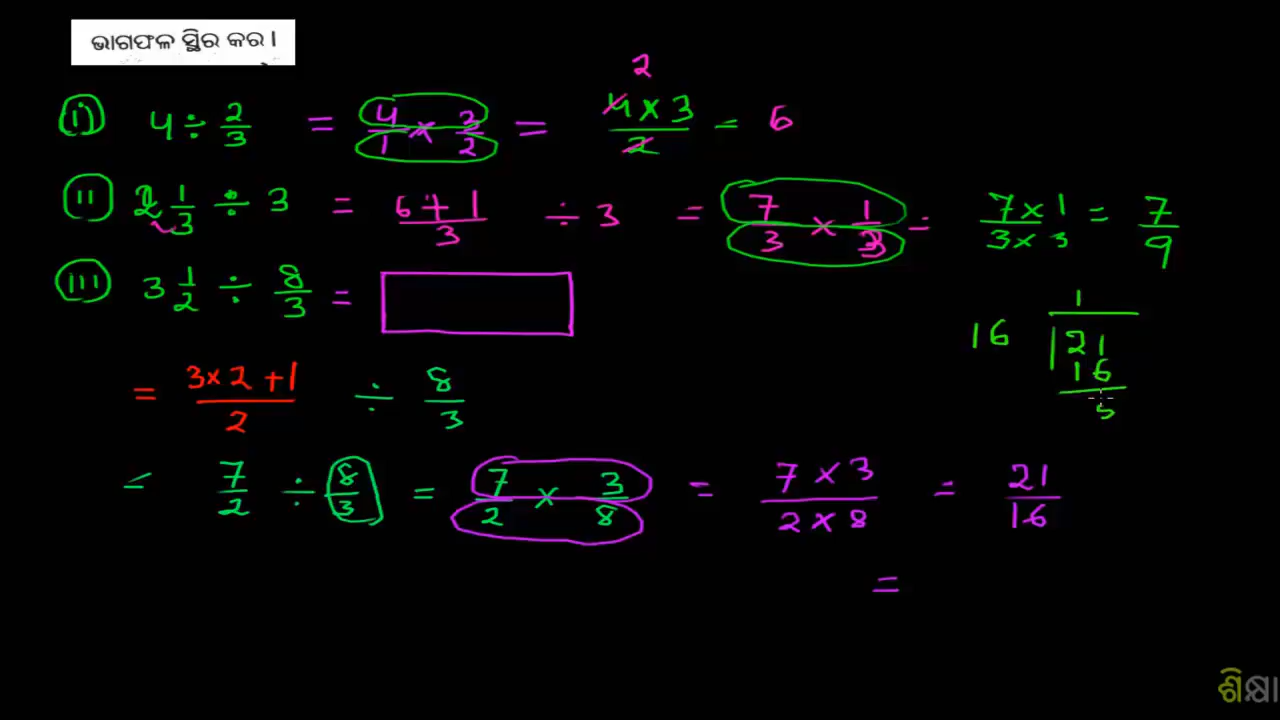 ଭାଗଫଳ ସ୍ଥିର କର।
(i) 4 ÷ 2/3 = 4/1 × 3/2 = 4 × 3/2 = 6
2
(ii) 2 1/3 ÷ 3 = 6 + 1/3 ÷ 3 = 7/3 × 1/3 = 7 × 1/3 × 3 = 7/9
(iii) 3 1/2 ÷ 8/3 =
1
16 21
16
5
= 3 × 2 + 1/2 ÷ 8/3
= 7/2 ÷ 8/3 = 7/2 × 3/8 = 7 × 3/2 × 8 = 21/16
=
ଶିକ୍ଷା